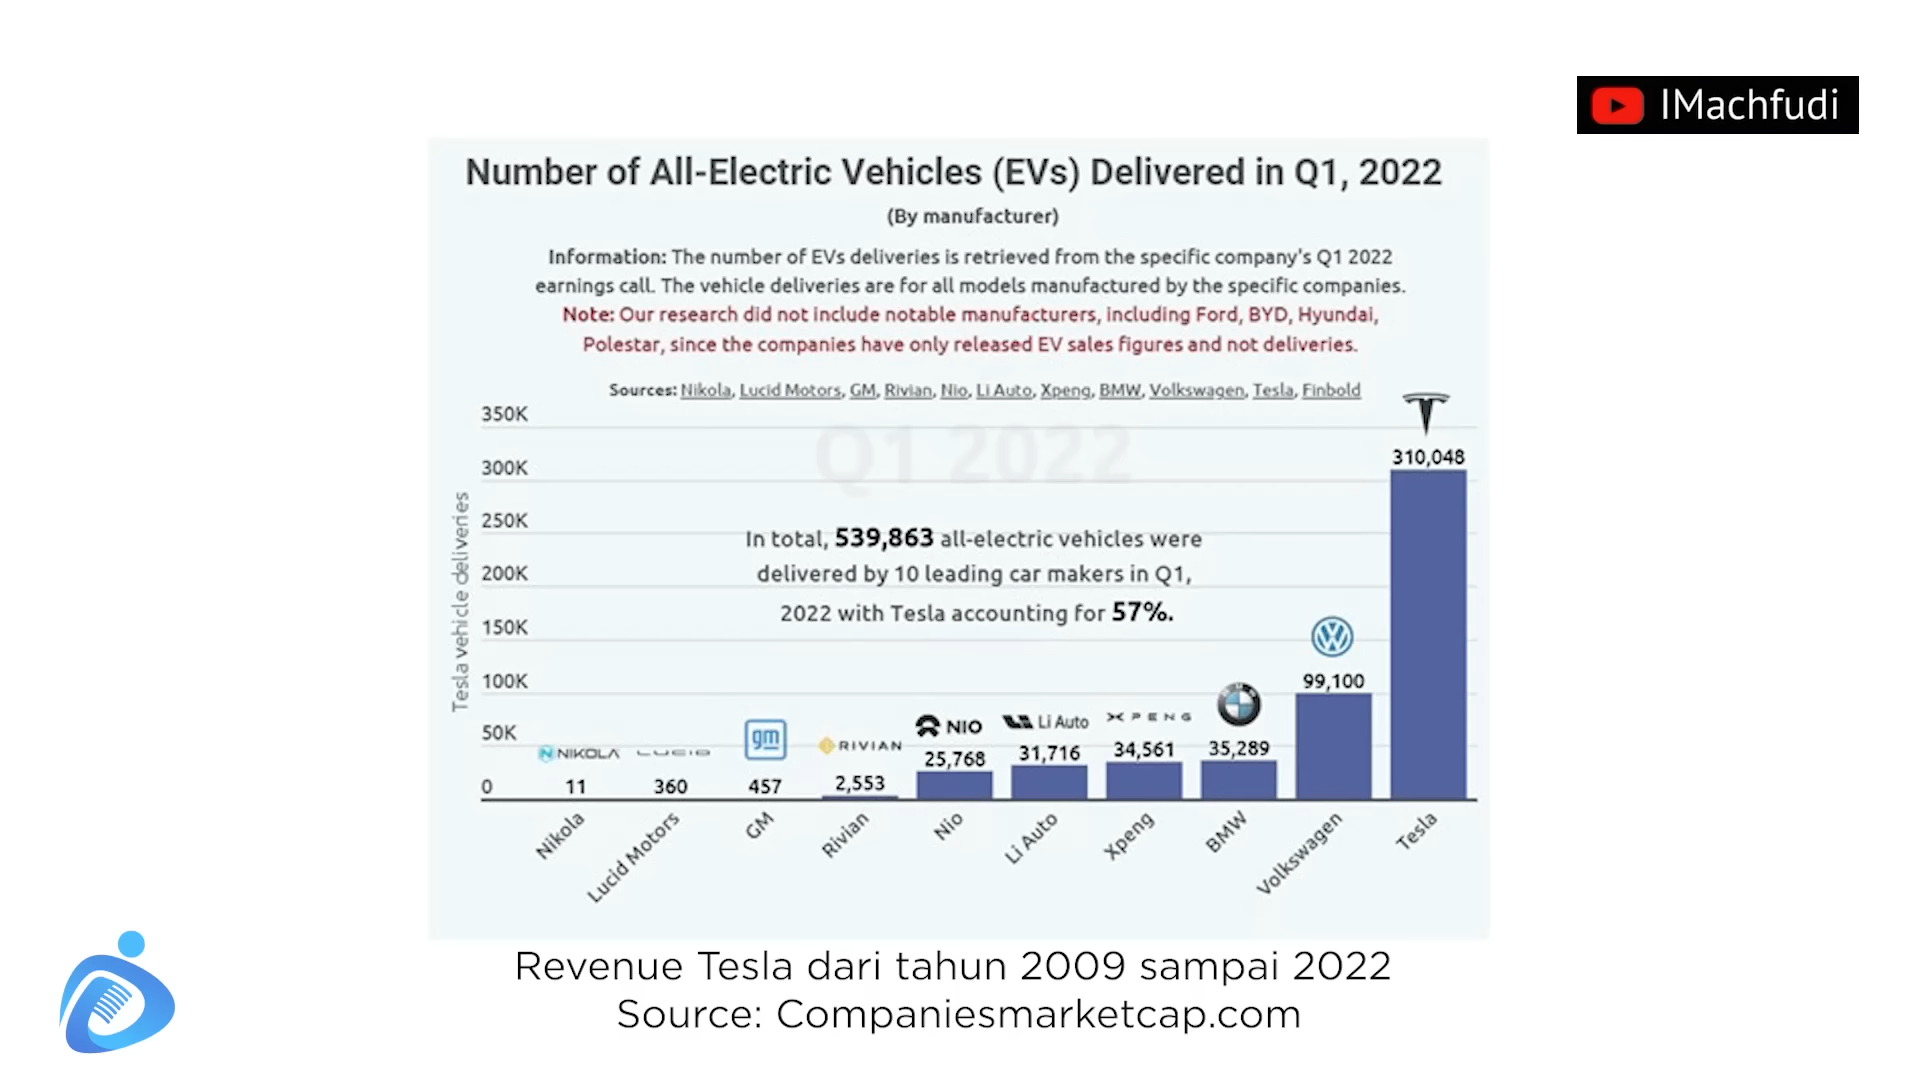 IMachfudi
Number of All-Electric Vehicles (EVs) Delivered in Q1, 2022
(By manufacturer)
Information: The number of EVs deliveries is retrieved from the specific company's Q1 2022
earnings call. The vehicle deliveries are for all models manufactured by the specific companies.
Note: Our research did not include notable manufacturers, including Ford, BYD, Hyundai,
Polestar, since the companies have only released EV sales figures and not deliveries.
Sources: Nikola, Lucid Motors, GM, Rivian, Nio, Li Auto, Xpeng, BMW, Volkswagen, Tesla, Finbold
Q1 2022
In total, 539,863 all-electric vehicles were
delivered by 10 leading car makers in Q1,
2022 with Tesla accounting for 57%.
Tesla vehicle deliveries
350K
300K
250K
200K
150K
100K
50K
0
NIKOLA
LUCID
gm
RIVIAN
NIO
Li Auto
XPENG
BMW
VW
11
360
457
2,553
25,768
31,716
34,561
35,289
99,100
310,048
Nikola
Lucid Motors
GM
Rivian
Nio
Li Auto
Xpeng
BMW
Volkswagen
Tesla
Revenue Tesla dari tahun 2009 sampai 2022
Source: Companiesmarketcap.com